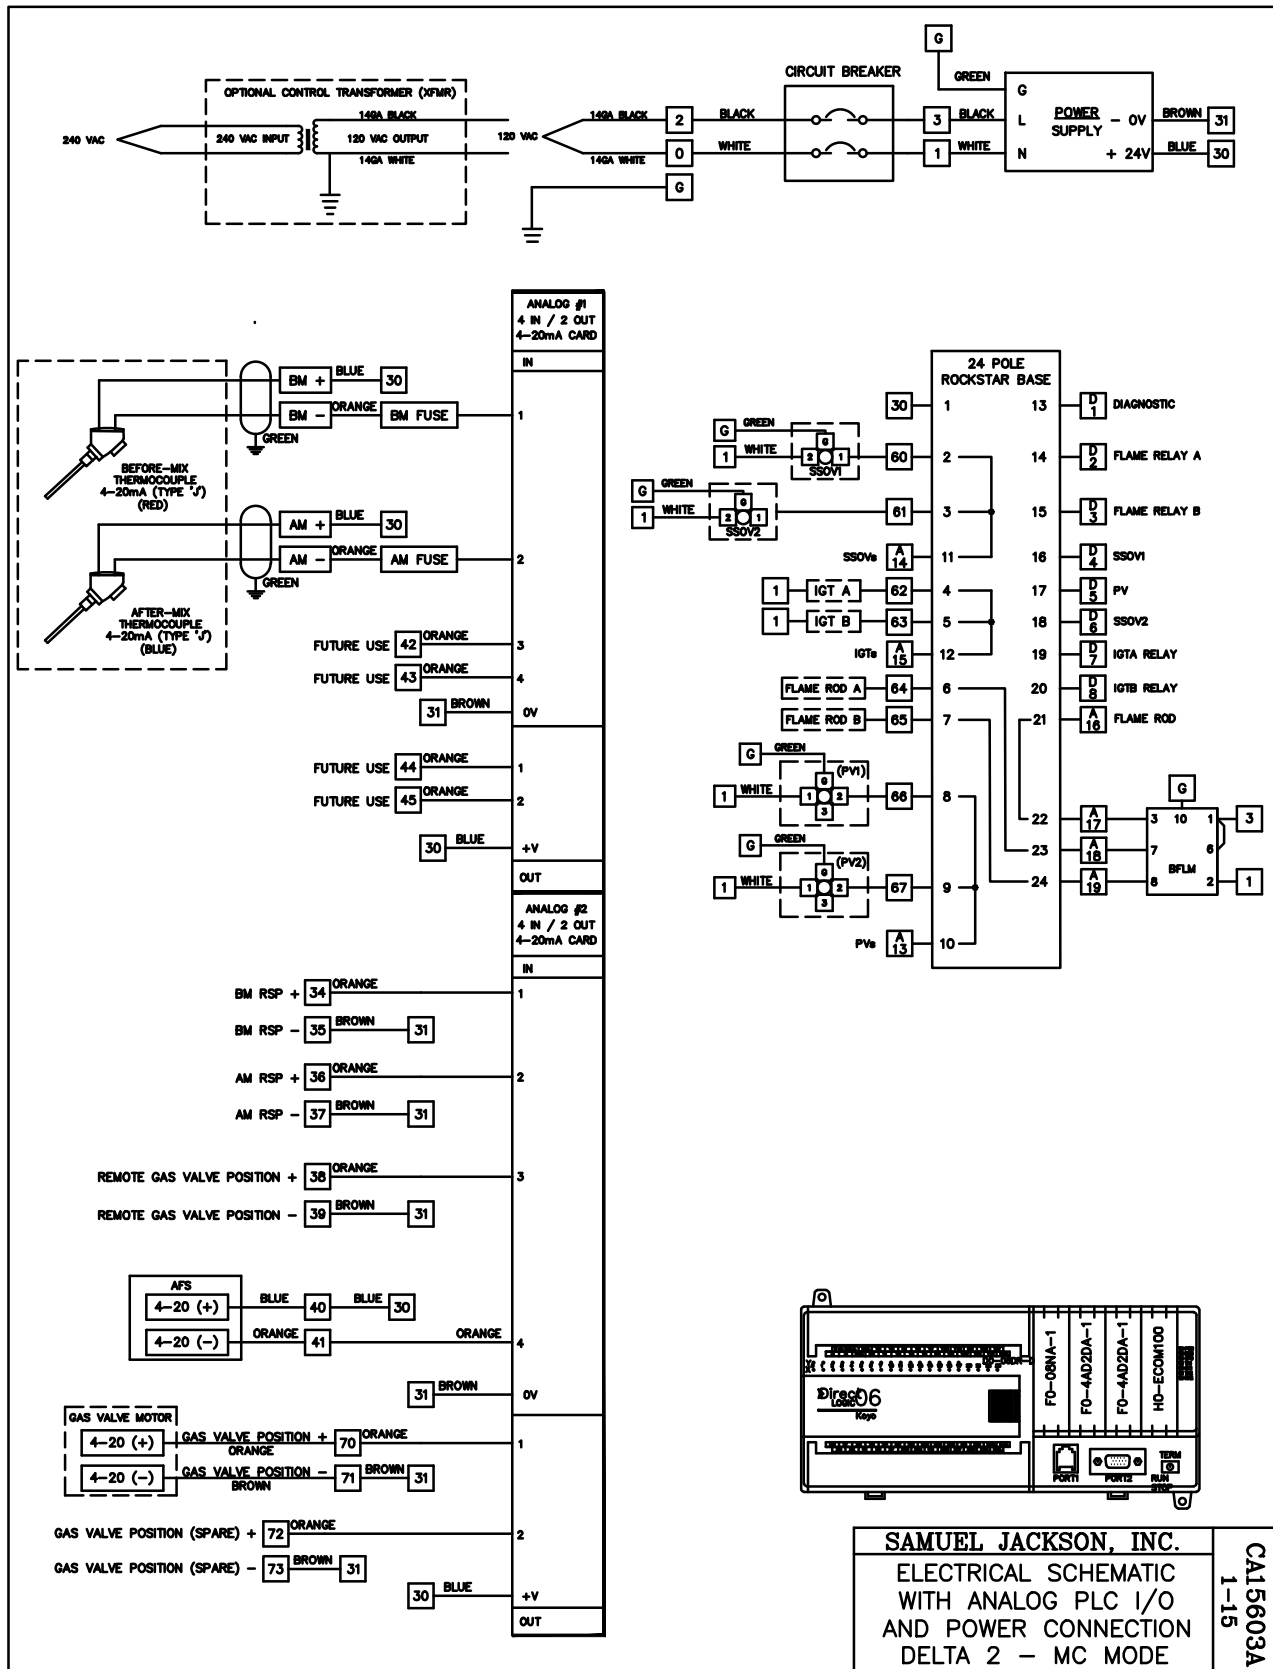 G
CIRCUIT BREAKER
GREEN
OPTIONAL CONTROL TRANSFORMER (XFMR)
G
14GA BLACK
14GA BLACK
2
BLACK
3
BLACK
L
POWER
SUPPLY
- 0V
BROWN
31
240 VAC
240 VAC INPUT
120 VAC OUTPUT
120 VAC
14GA WHITE
14GA WHITE
0
WHITE
1
WHITE
N
+ 24V
BLUE
30
G
ANALOG #1
4 IN / 2 OUT
4-20mA CARD
IN
BM +
BLUE
30
BM -
ORANGE
BM FUSE
1
GREEN
BEFORE-MIX
THERMOCOUPLE
4-20mA (TYPE "J")
(RED)
AM +
BLUE
30
AM -
ORANGE
AM FUSE
2
GREEN
AFTER-MIX
THERMOCOUPLE
4-20mA (TYPE "J")
(BLUE)
FUTURE USE
42
ORANGE
3
FUTURE USE
43
ORANGE
4
31
BROWN
0V
FUTURE USE
44
ORANGE
1
FUTURE USE
45
ORANGE
2
30
BLUE
+V
OUT
ANALOG #2
4 IN / 2 OUT
4-20mA CARD
IN
BM RSP +
34
ORANGE
1
BM RSP -
35
BROWN
31
AM RSP +
36
ORANGE
2
AM RSP -
37
BROWN
31
REMOTE GAS VALVE POSITION +
38
ORANGE
3
REMOTE GAS VALVE POSITION -
39
BROWN
31
AFS
4-20 (+)
BLUE
40
BLUE
30
4-20 (-)
ORANGE
41
ORANGE
4
31
BROWN
0V
GAS VALVE MOTOR
4-20 (+)
GAS VALVE POSITION +
ORANGE
70
ORANGE
1
4-20 (-)
GAS VALVE POSITION -
BROWN
71
BROWN
31
GAS VALVE POSITION (SPARE) +
72
ORANGE
2
GAS VALVE POSITION (SPARE) -
73
BROWN
31
30
BLUE
+V
OUT
24 POLE
ROCKSTAR BASE
30
1
13
D
1
DIAGNOSTIC
G
GREEN
G
1
WHITE
2
1
SSOV1
60
2
14
D
2
FLAME RELAY A
G
GREEN
G
1
WHITE
2
1
SSOV2
61
3
15
D
3
FLAME RELAY B
SSOVs
A
14
11
16
D
4
SSOV1
1
IGT A
62
4
17
D
5
PV
1
IGT B
63
5
18
D
6
SSOV2
IGTs
A
15
12
19
D
7
IGTA RELAY
FLAME ROD A
64
6
20
D
8
IGTB RELAY
FLAME ROD B
65
7
21
A
16
FLAME ROD
G
GREEN
(PV1)
G
1
WHITE
1
2
3
66
8
G
22
A
17
3
10
1
3
G
GREEN
(PV2)
23
A
18
7
6
G
1
WHITE
1
2
3
67
9
24
A
19
8
BFLM
2
1
PVs
A
13
10
Direct
LOGIC
06
Koyo
F0-08NA-1
F0-4AD2DA-1
F0-4AD2DA-1
H0-ECOM100
PORT1
PORT2
TERM
RUN
STOP
SAMUEL JACKSON, INC.
ELECTRICAL SCHEMATIC
WITH ANALOG PLC I/O
AND POWER CONNECTION
DELTA 2 - MC MODE
CA15603A
1-15